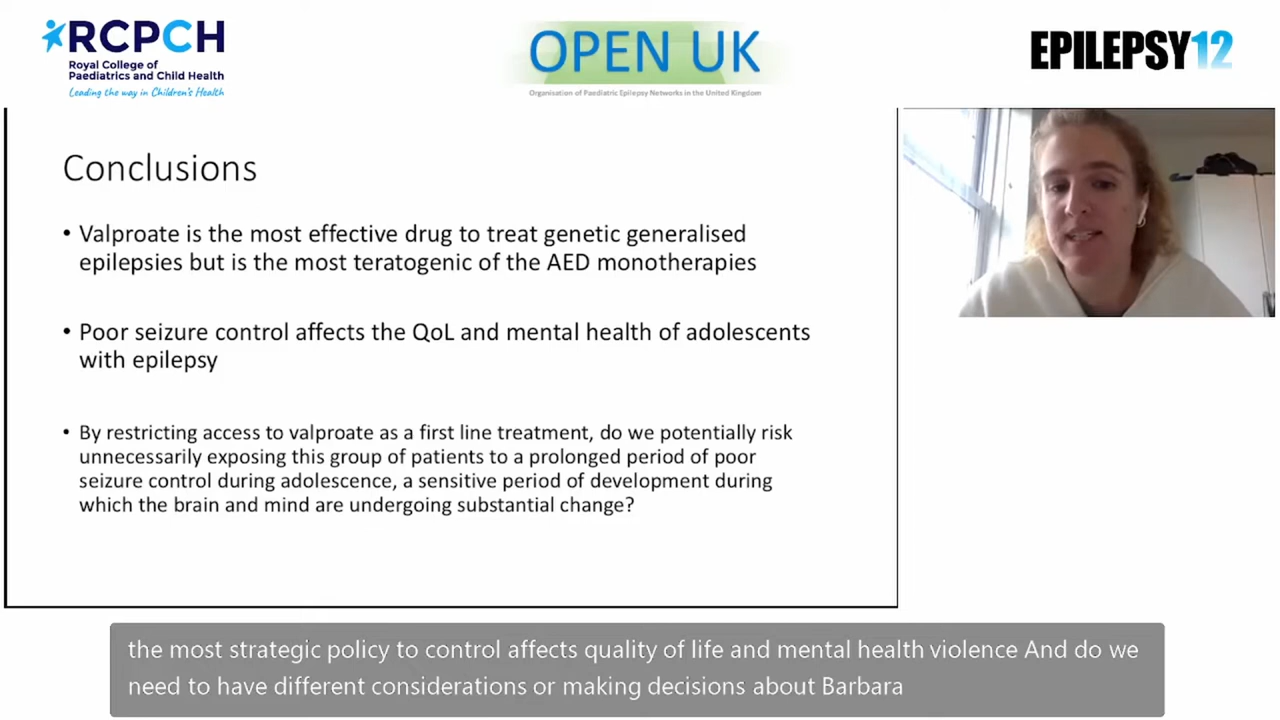 RCPCH
Royal College of
Paediatrics and Child Health
Leading the way in Children's Health
OPEN UK
Organisation of Paediatric Epilepsy Networks in the United Kingdom
EPILEPSY12
Conclusions
• Valproate is the most effective drug to treat genetic generalised
epilepsies but is the most teratogenic of the AED monotherapies
• Poor seizure control affects the QoL and mental health of adolescents
with epilepsy
• By restricting access to valproate as a first line treatment, do we potentially risk
unnecessarily exposing this group of patients to a prolonged period of poor
seizure control during adolescence, a sensitive period of development during
which the brain and mind are undergoing substantial change?
the most strategic policy to control affects quality of life and mental health violence And do we
need to have different considerations or making decisions about Barbara